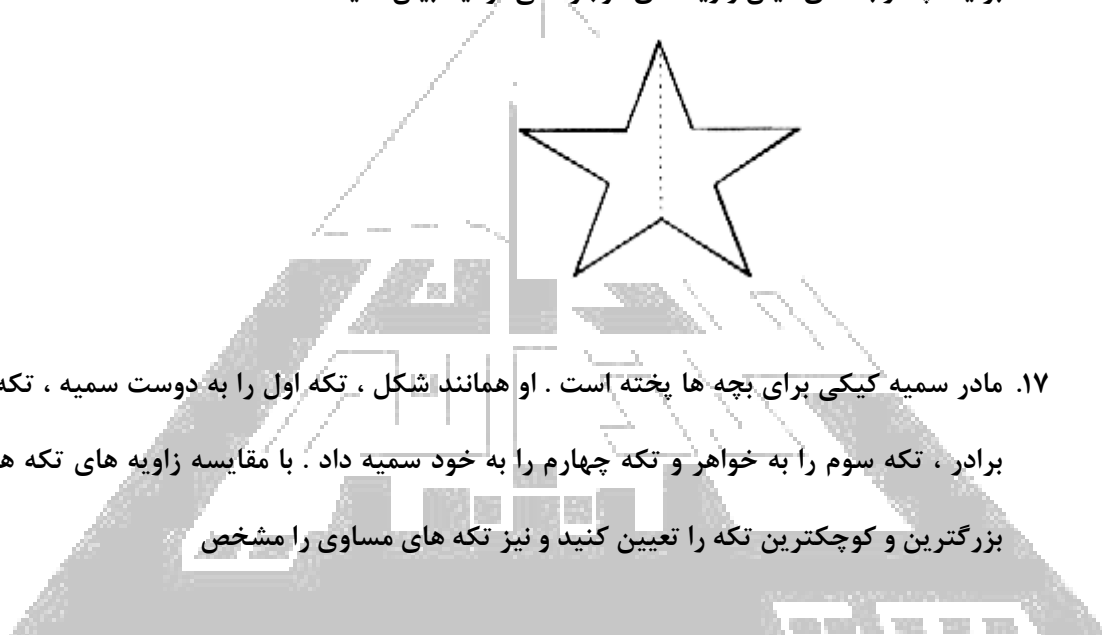 ۱۷. مادر سمیه کیکی برای بچه ها پخته است . او همانند شکل ، تکه اول را به دوست سمیه ، تکه
برادر ، تکه سوم را به خواهر و تکه چهارم را به خود سمیه داد . با مقایسه زاویه های تکه
بزرگترین و کوچکترین تکه را تعیین کنید و نیز تکه های مساوی را مشخص